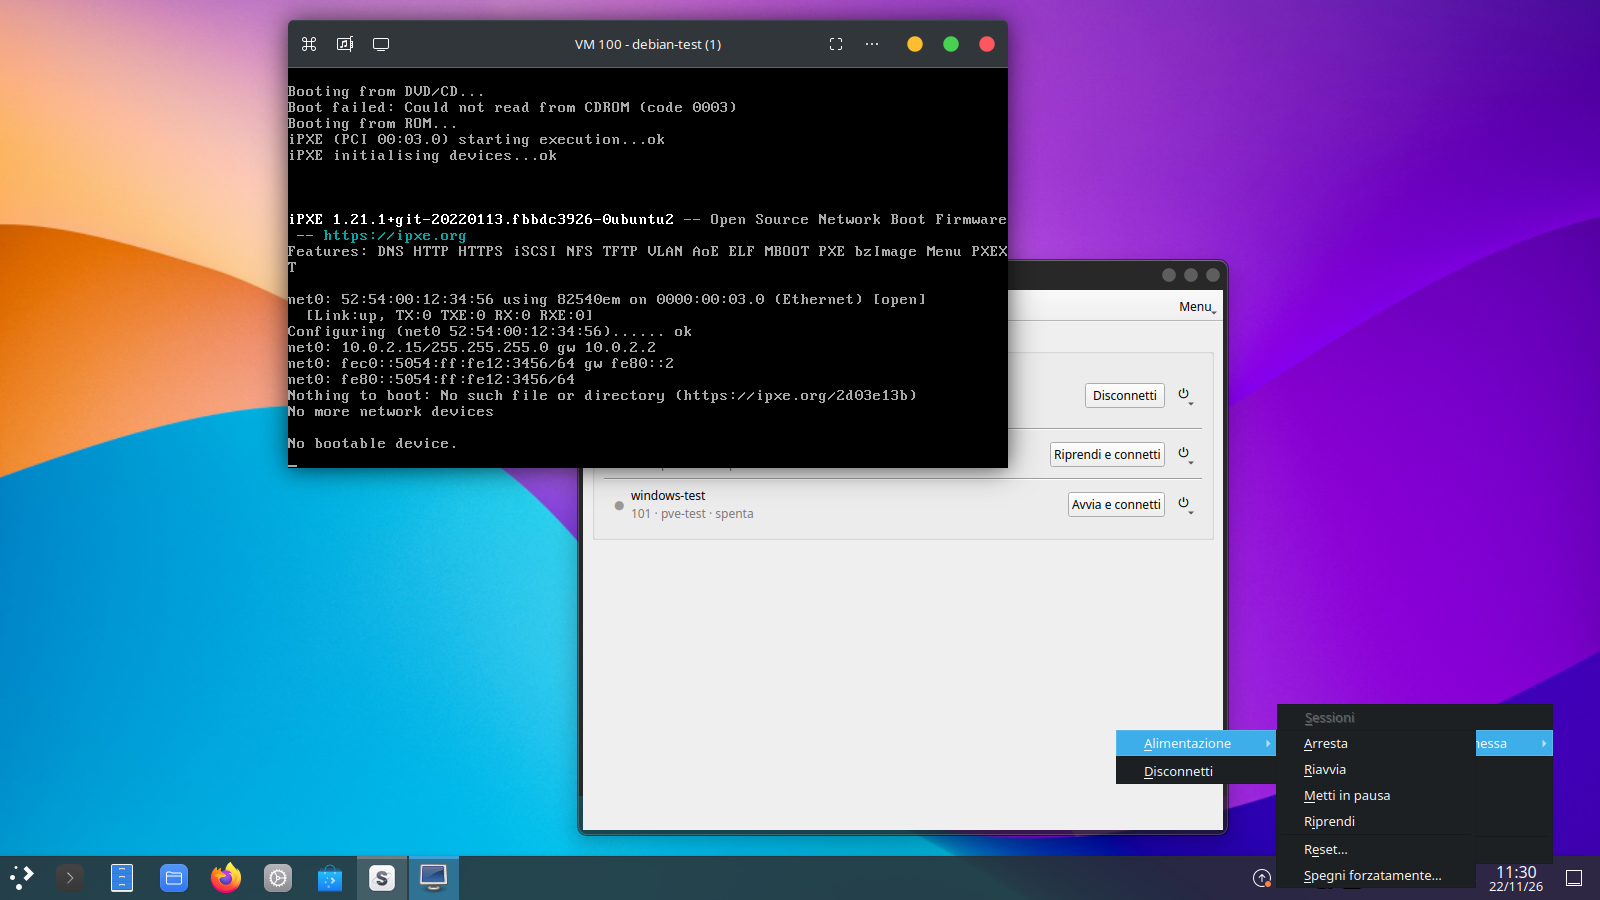 VM 100 - debian-test (1)
Booting from DVD/CD...
Boot failed: Could not read from CDROM (code 0003)
Booting from ROM...
iPXE (PCI 00:03.0) starting execution...ok
iPXE initialising devices...ok
iPXE 1.21.1+git-20220113.fbbdc3926-0ubuntu2 -- Open Source Network Boot Firmware
-- https://ipxe.org
Features: DNS HTTP HTTPS iSCSI NFS TFTP VLAN AoE ELF MBOOT PXE bzImage Menu PXEX
T
net0: 52:54:00:12:34:56 using 82540em on 0000:00:03.0 (Ethernet) [open]
[Link:up, TX:0 TXE:0 RX:0 RXE:0]
Configuring (net0 52:54:00:12:34:56)...... ok
net0: 10.0.2.15/255.255.255.0 gw 10.0.2.2
net0: fec0::5054:ff:fe12:3456/64 gw fe80::2
net0: fe80::5054:ff:fe12:3456/64
Nothing to boot: No such file or directory (https://ipxe.org/2d03e13b)
No more network devices
No bootable device.
Menu
Disconnetti
Riprendi e connetti
windows-test
101 · pve-test · spenta
Avvia e connetti
Alimentazione
Disconnetti
Sessioni
Arresta
Riavvia
Metti in pausa
Riprendi
Reset...
Spegni forzatamente...
11:30
22/11/26